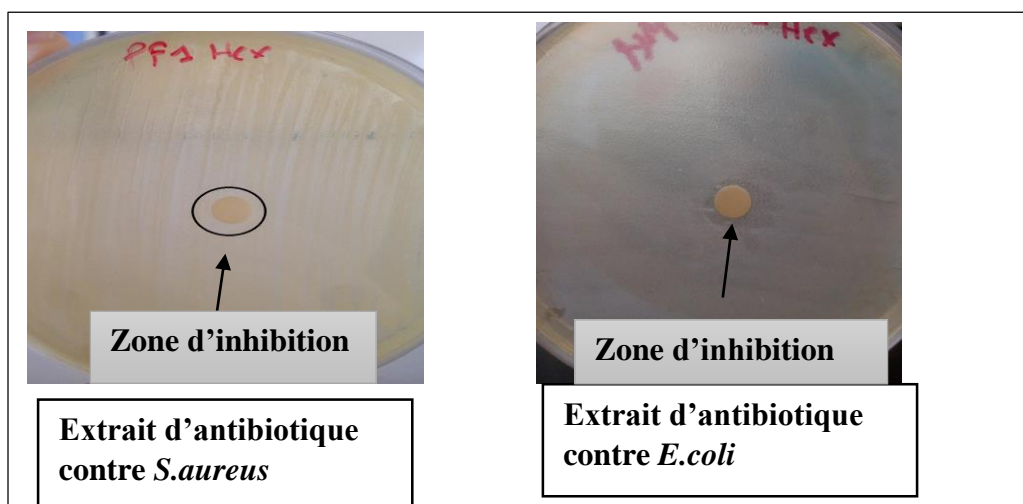 PF1 Hex
Hex
Zone d’inhibition
Zone d’inhibition
Extrait d’antibiotique
contre S.aureus
Extrait d’antibiotique
contre E.coli